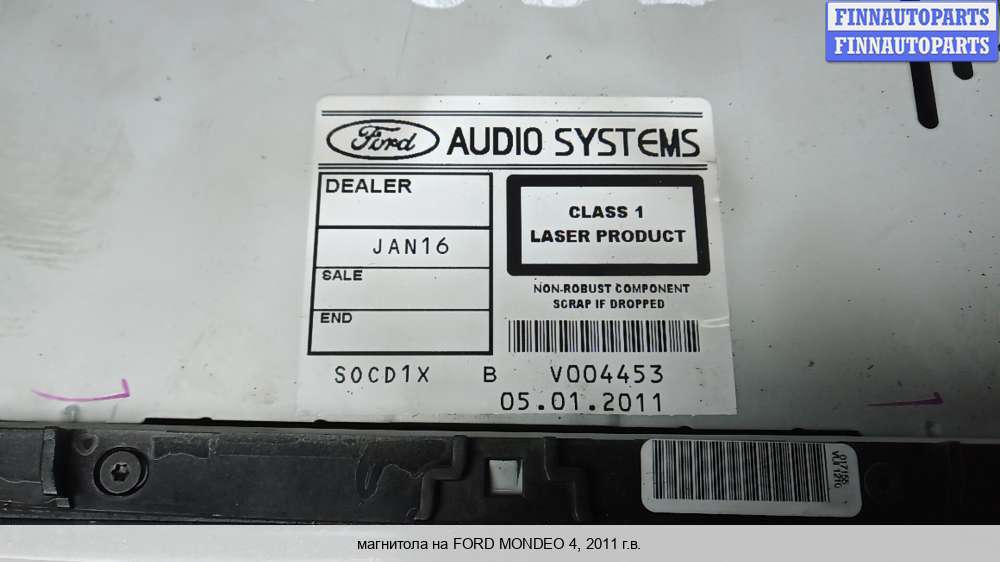 FINNAUTOPARTS
FINNAUTOPARTS
Ford AUDIO SYSTEMS
DEALER
JAN16
SALE
END
CLASS 1
LASER PRODUCT
NON-ROBUST COMPONENT
SCRAP IF DROPPED
SOCD1X B V004453
05.01.2011
магнитола на FORD MONDEO 4, 2011 г.в.